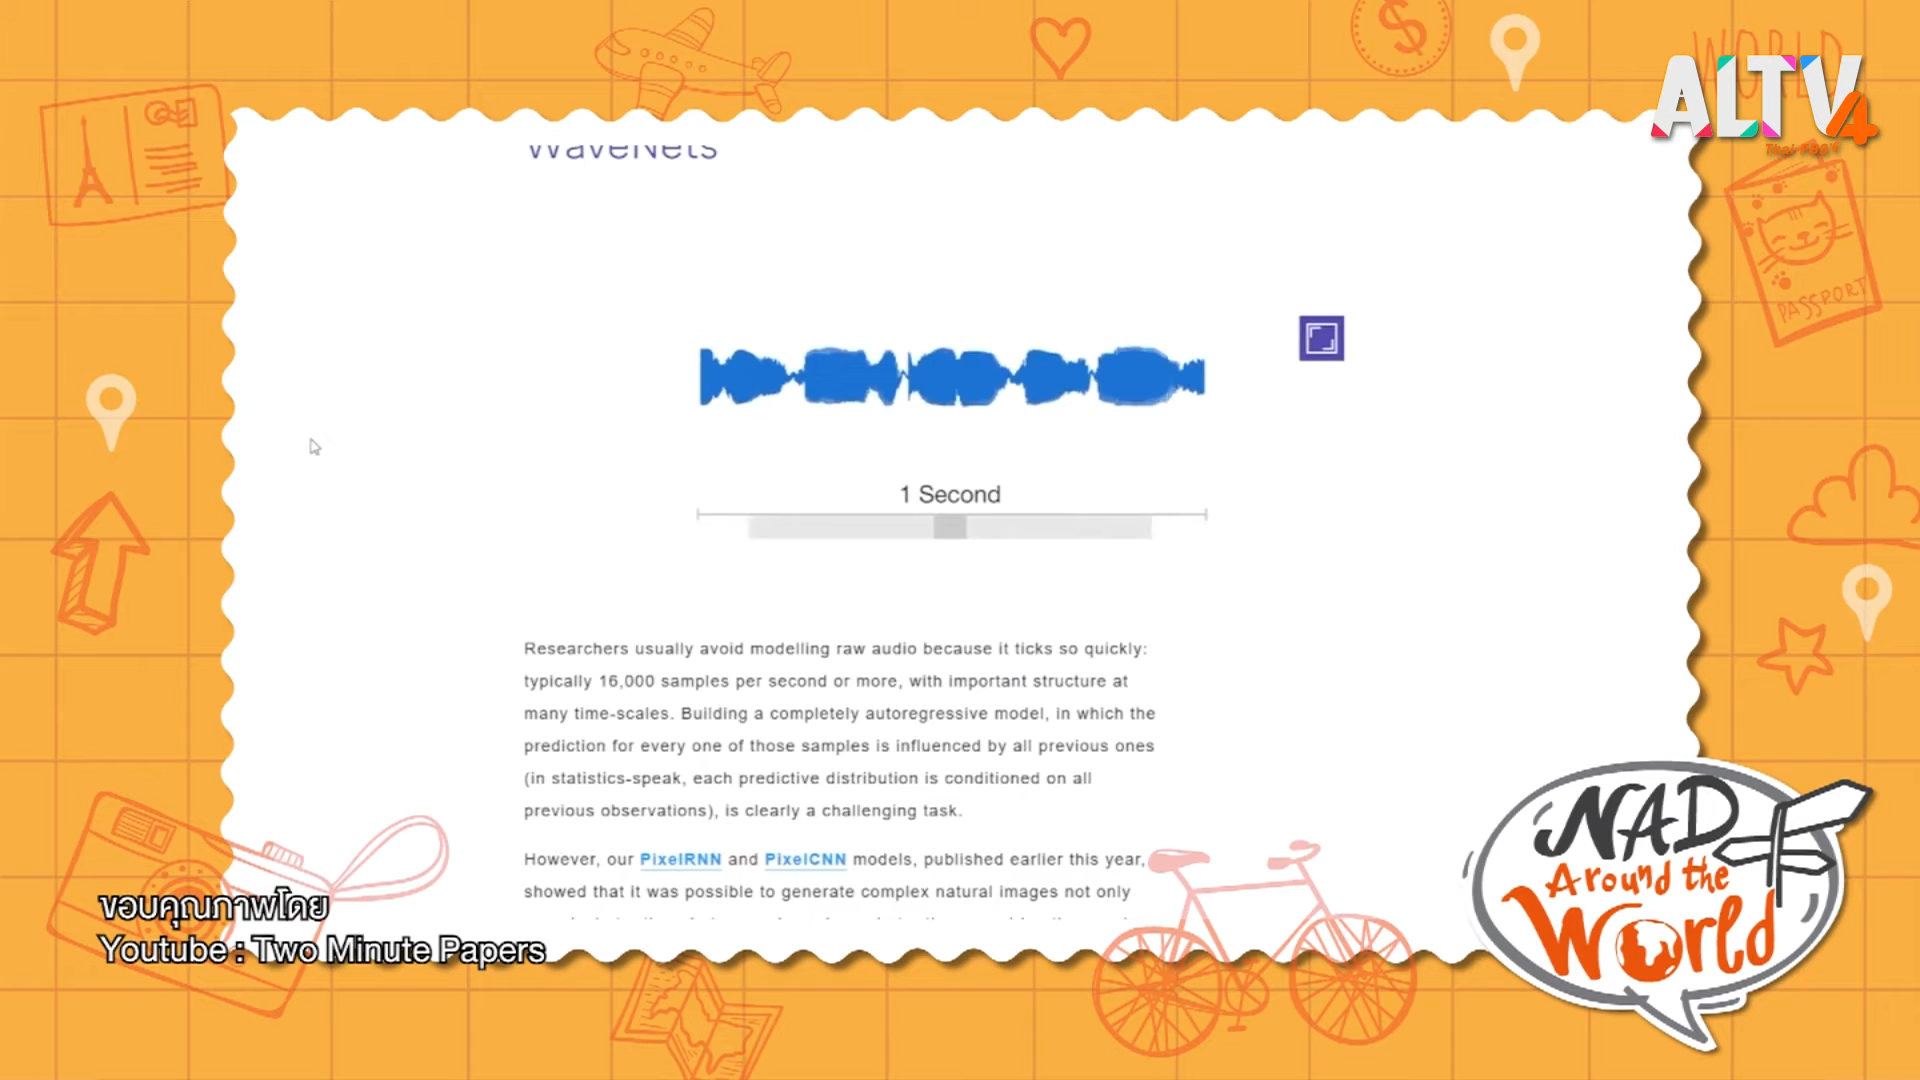 WORLD
ALTV4
WaveNets
PASSPORT
1 Second
Researchers usually avoid modelling raw audio because it ticks so quickly:
typically 16,000 samples per second or more, with important structure at
many time-scales. Building a completely autoregressive model, in which the
prediction for every one of those samples is influenced by all previous ones
(in statistics-speak, each predictive distribution is conditioned on all
previous observations), is clearly a challenging task.
However, our PixelRNN and PixelCNN models, published earlier this year,
showed that it was possible to generate complex natural images not only
ขอบคุณภาพโดย
Youtube : Two Minute Papers
NAD
Around the
World